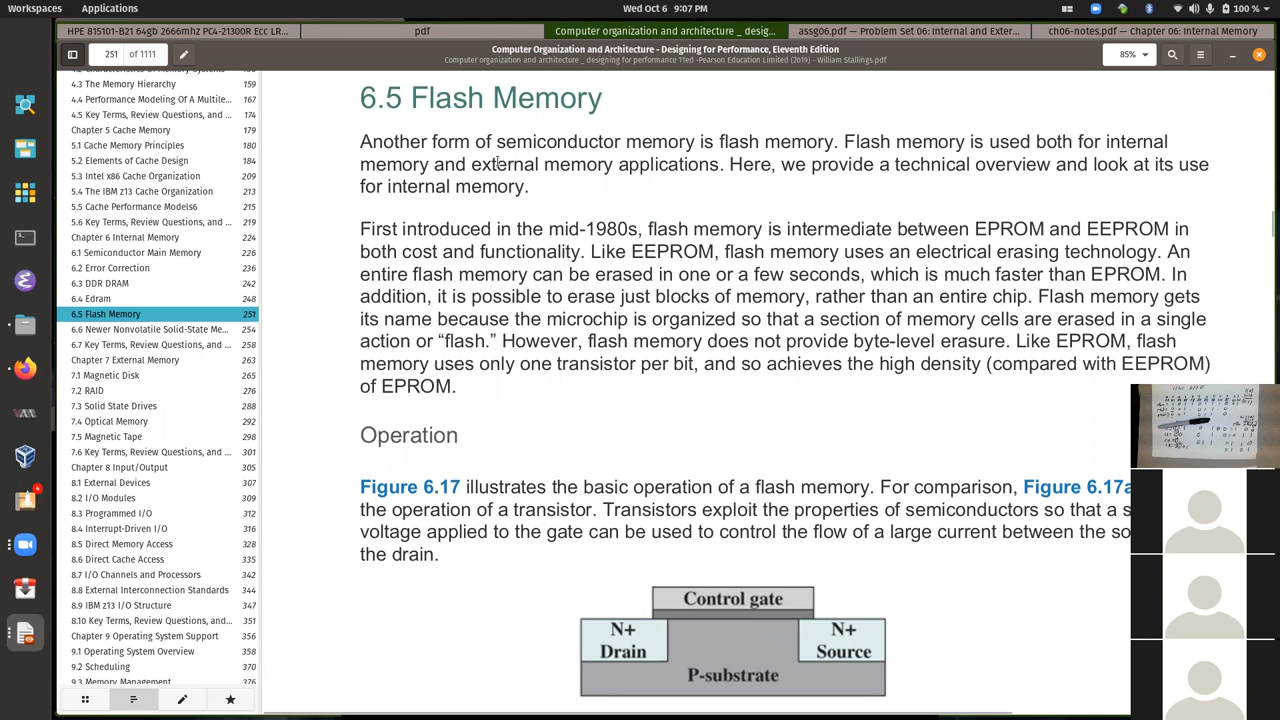 Workspaces Applications Wed Oct 6 9:07 PM 100 %
HPE 815101-B21 64gb 2666mhz PC4-21300R Ecc LR... pdf Computer organization and architecture _ desig... assg06.pdf — Problem Set 06: Internal and Exter... ch06-notes.pdf — Chapter 06: Internal Memory
251 of 1111
Computer Organization and Architecture - Designing for Performance, Eleventh Edition
Computer organization and architecture _ designing for performance 11ed -Pearson Education Limited (2019) - William Stallings.pdf
85%
4.3 The Memory Hierarchy 159
4.4 Performance Modeling Of A Multile... 167
4.5 Key Terms, Review Questions, and ... 174
Chapter 5 Cache Memory 179
5.1 Cache Memory Principles 180
5.2 Elements of Cache Design 184
5.3 Intel x86 Cache Organization 209
5.4 The IBM z13 Cache Organization 213
5.5 Cache Performance Models6 215
5.6 Key Terms, Review Questions, and ... 219
Chapter 6 Internal Memory 224
6.1 Semiconductor Main Memory 226
6.2 Error Correction 236
6.3 DDR DRAM 242
6.4 Edram 248
6.5 Flash Memory 251
6.6 Newer Nonvolatile Solid-State Me... 254
6.7 Key Terms, Review Questions, and ... 258
Chapter 7 External Memory 263
7.1 Magnetic Disk 265
7.2 RAID 276
7.3 Solid State Drives 288
7.4 Optical Memory 292
7.5 Magnetic Tape 298
7.6 Key Terms, Review Questions, and ... 301
Chapter 8 Input/Output 305
8.1 External Devices 307
8.2 I/O Modules 309
8.3 Programmed I/O 312
8.4 Interrupt-Driven I/O 316
8.5 Direct Memory Access 328
8.6 Direct Cache Access 335
8.7 I/O Channels and Processors 342
8.8 External Interconnection Standards 344
8.9 IBM z13 I/O Structure 347
8.10 Key Terms, Review Questions, and... 351
Chapter 9 Operating System Support 356
9.1 Operating System Overview 358
9.2 Scheduling 370
9.3 Memory Management 376
6.5 Flash Memory
Another form of semiconductor memory is flash memory. Flash memory is used both for internal
memory and external memory applications. Here, we provide a technical overview and look at its use
for internal memory.
First introduced in the mid-1980s, flash memory is intermediate between EPROM and EEPROM in
both cost and functionality. Like EEPROM, flash memory uses an electrical erasing technology. An
entire flash memory can be erased in one or a few seconds, which is much faster than EPROM. In
addition, it is possible to erase just blocks of memory, rather than an entire chip. Flash memory gets
its name because the microchip is organized so that a section of memory cells are erased in a single
action or “flash.” However, flash memory does not provide byte-level erasure. Like EPROM, flash
memory uses only one transistor per bit, and so achieves the high density (compared with EEPROM)
of EPROM.
Operation
Figure 6.17 illustrates the basic operation of a flash memory. For comparison, Figure 6.17a
the operation of a transistor. Transistors exploit the properties of semiconductors so that a s
voltage applied to the gate can be used to control the flow of a large current between the so
the drain.
Control gate
N+ N+
Drain Source
P-substrate